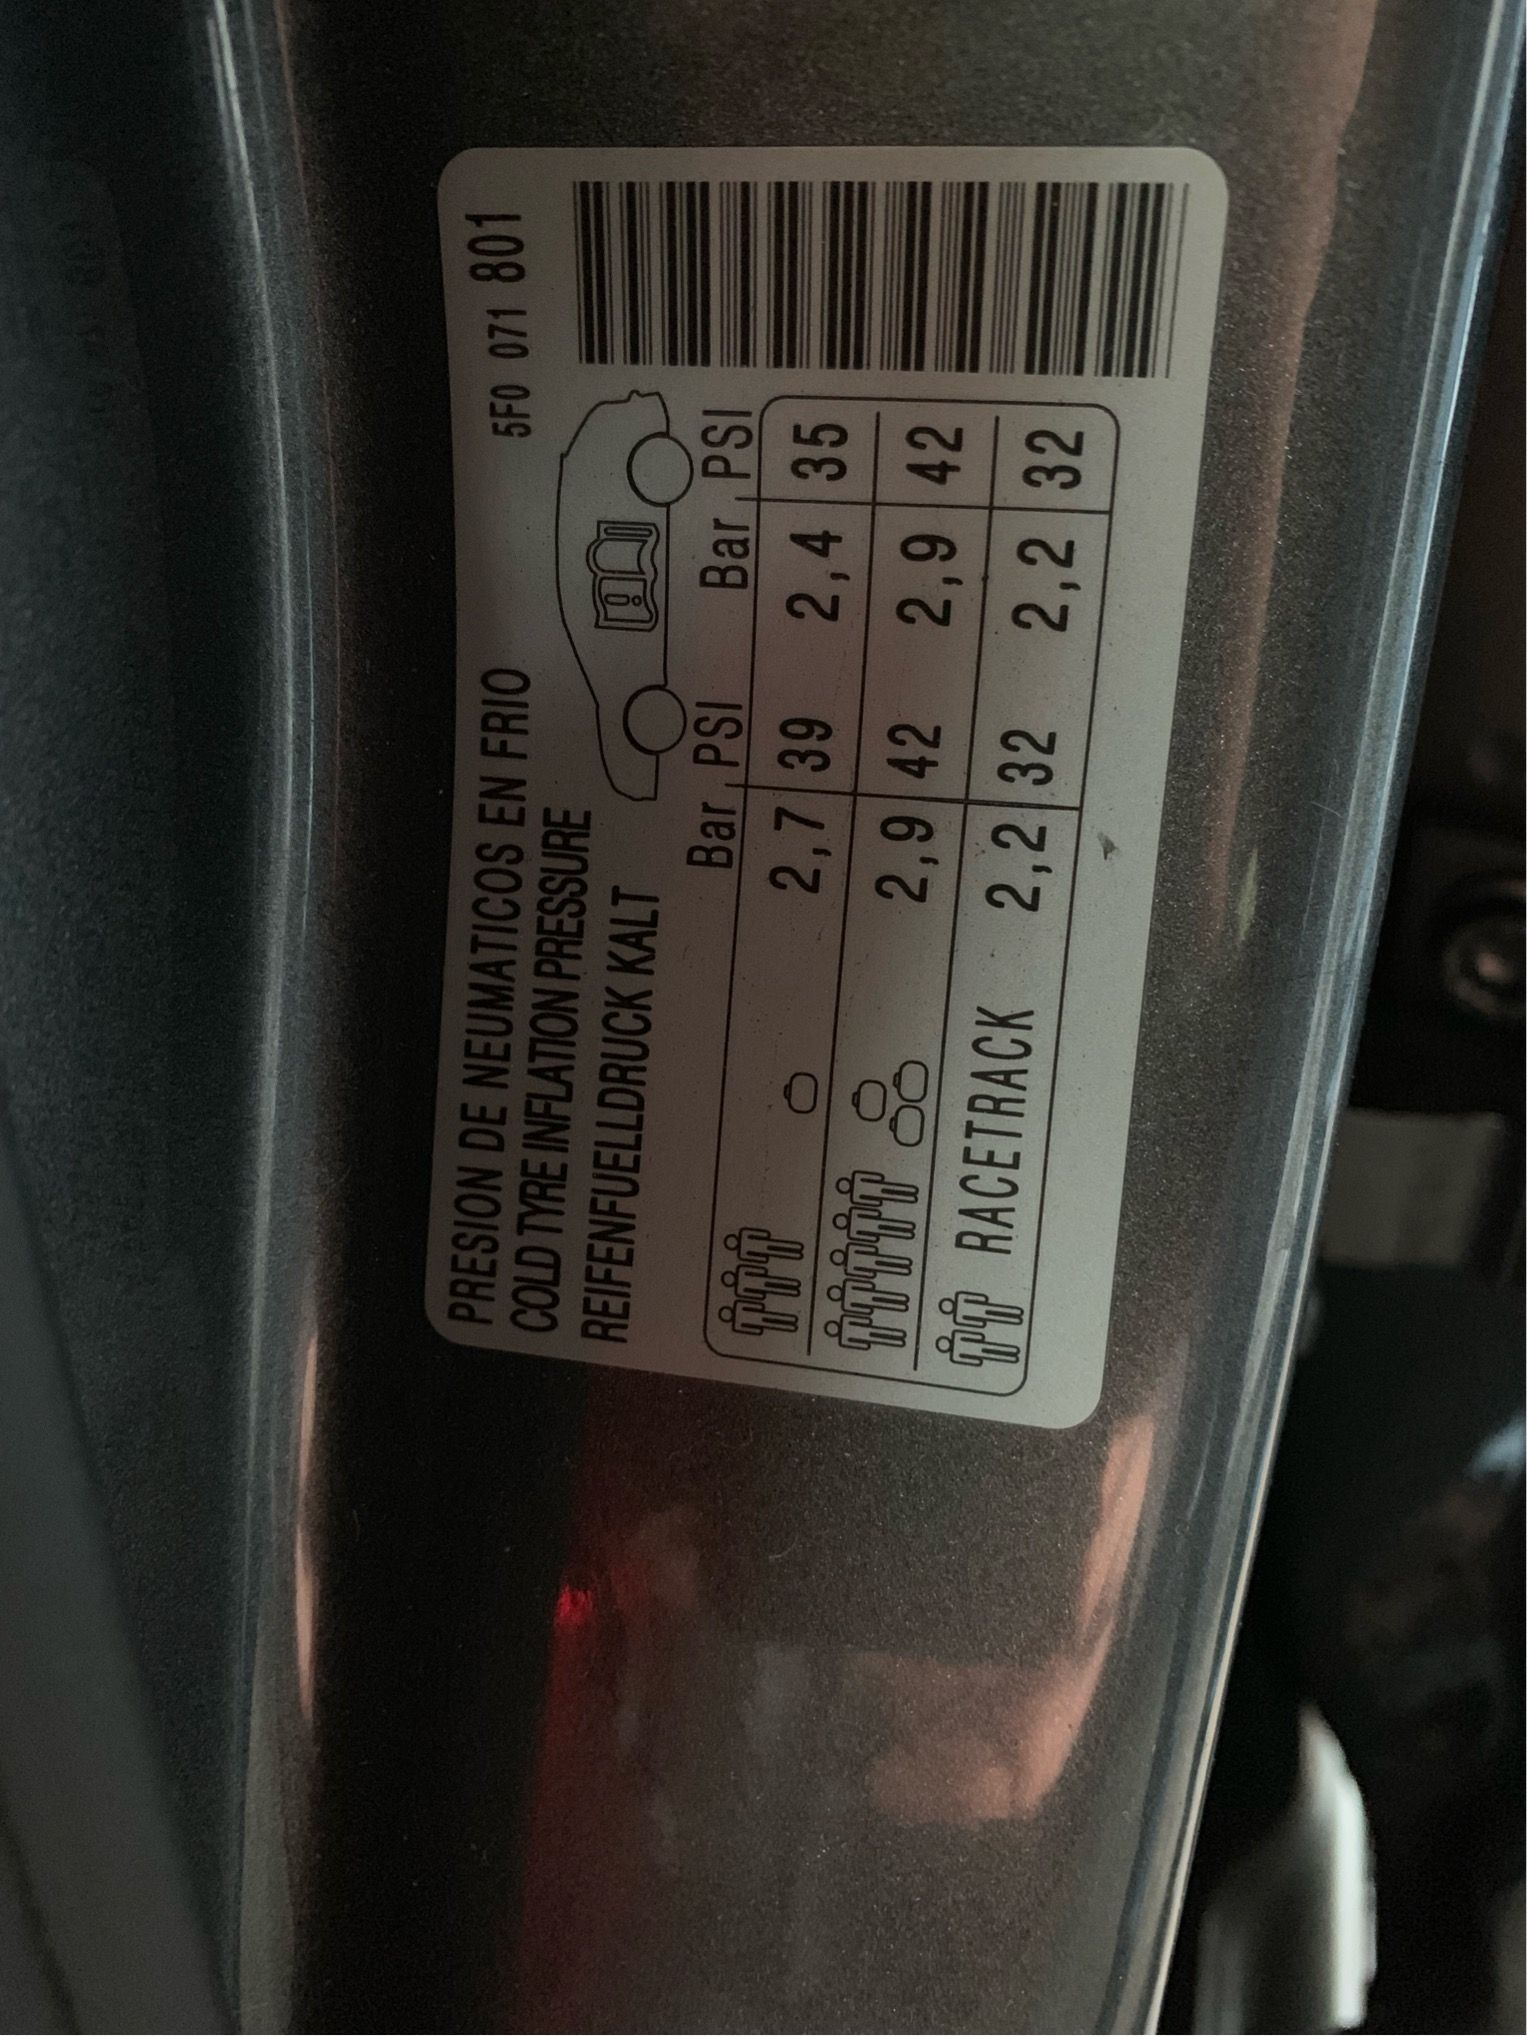 5F0 071 801
PRESION DE NEUMATICOS EN FRIO
COLD TYRE INFLATION PRESSURE
REIFENFUELLDRUCK KALT
Bar PSI Bar PSI
2,7 39 2,4 35
2,9 42 2,9 42
RACETRACK 2,2 32 2,2 32